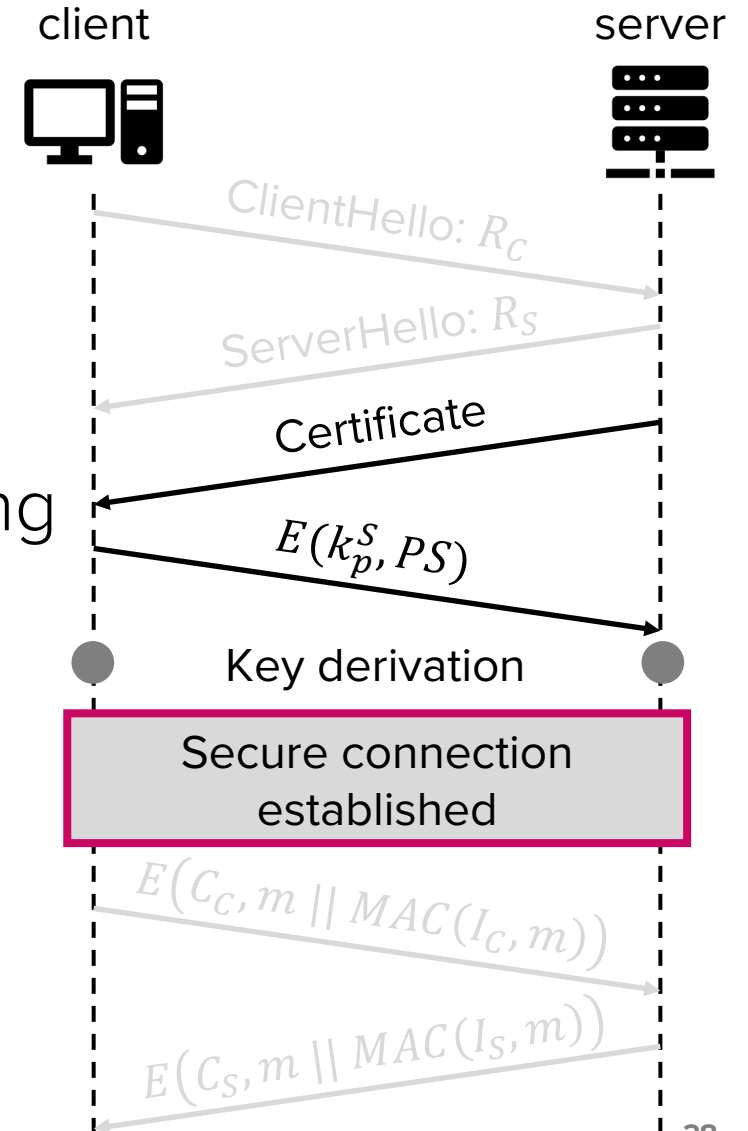 client server
ClientHello: R_C
ServerHello: R_S
Certificate
ng
E(k_p^S, PS)
Key derivation
Secure connection
established
E(C_C, m || MAC(I_C, m))
E(C_S, m || MAC(I_S, m))